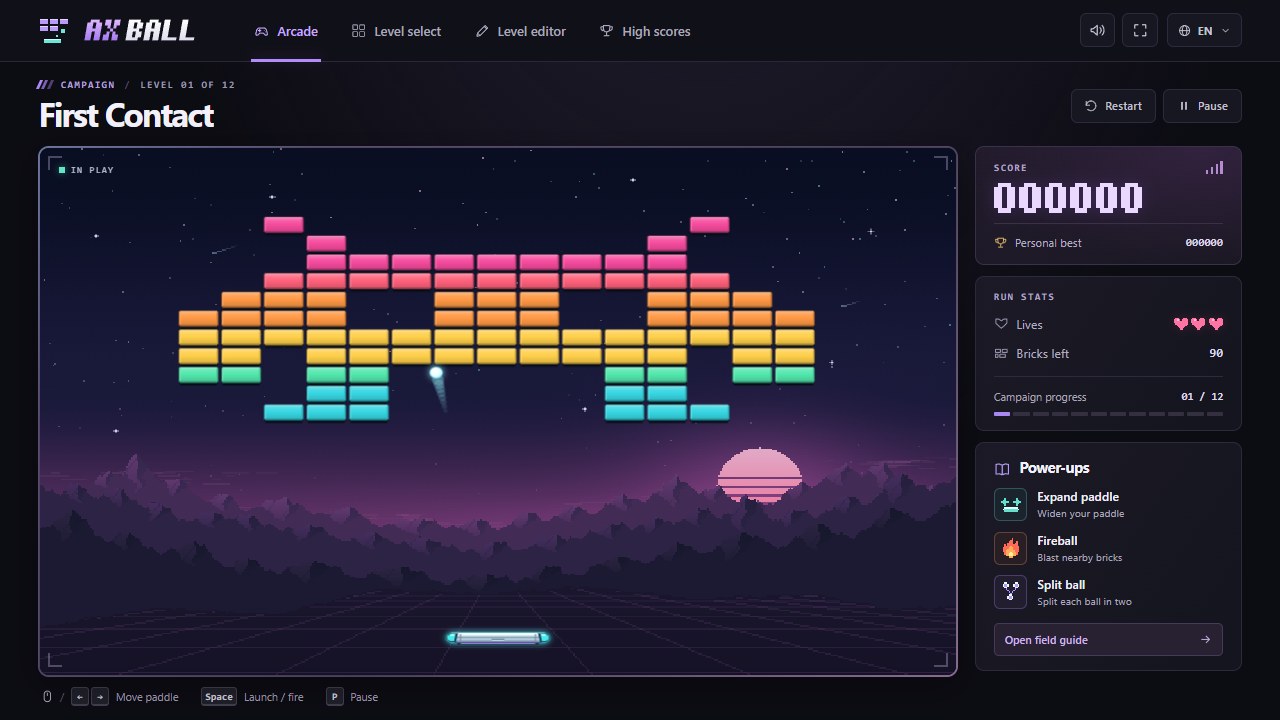 AX BALL
Arcade
Level select
Level editor
High scores
EN
CAMPAIGN / LEVEL 01 OF 12
First Contact
Restart
Pause
IN PLAY
SCORE
000000
Personal best 000000
RUN STATS
Lives
Bricks left 90
Campaign progress 01 / 12
Power-ups
Expand paddle
Widen your paddle
Fireball
Blast nearby bricks
Split ball
Split each ball in two
Open field guide →
/ ← → Move paddle Space Launch / fire P Pause